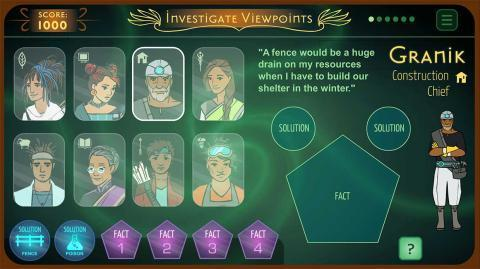 SCORE:
1000
Investigate Viewpoints
"A fence would be a huge
drain on my resources
when I have to build our
shelter in the winter."
Granik
Construction
Chief
SOLUTION
SOLUTION
FACT
SOLUTION
FENCE
SOLUTION
POISON
FACT
1
FACT
2
FACT
3
FACT
4
?